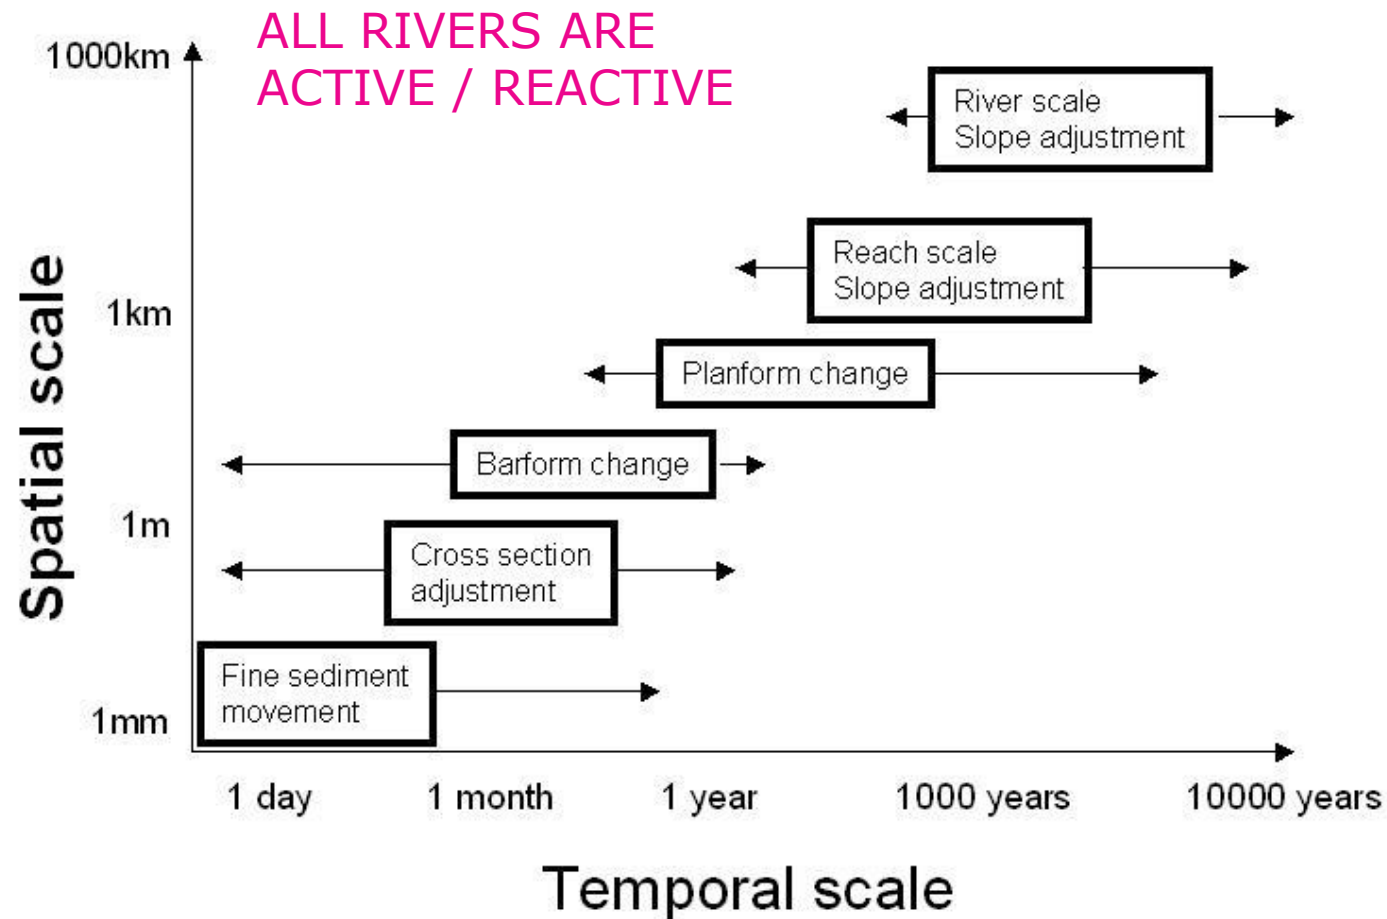 ALL RIVERS ARE
ACTIVE / REACTIVE
1000km
River scale
Slope adjustment
Reach scale
Slope adjustment
1km
Planform change
Barform change
1m
Cross section
adjustment
Fine sediment
movement
1mm
Spatial scale
1 day
1 month
1 year
1000 years
10000 years
Temporal scale